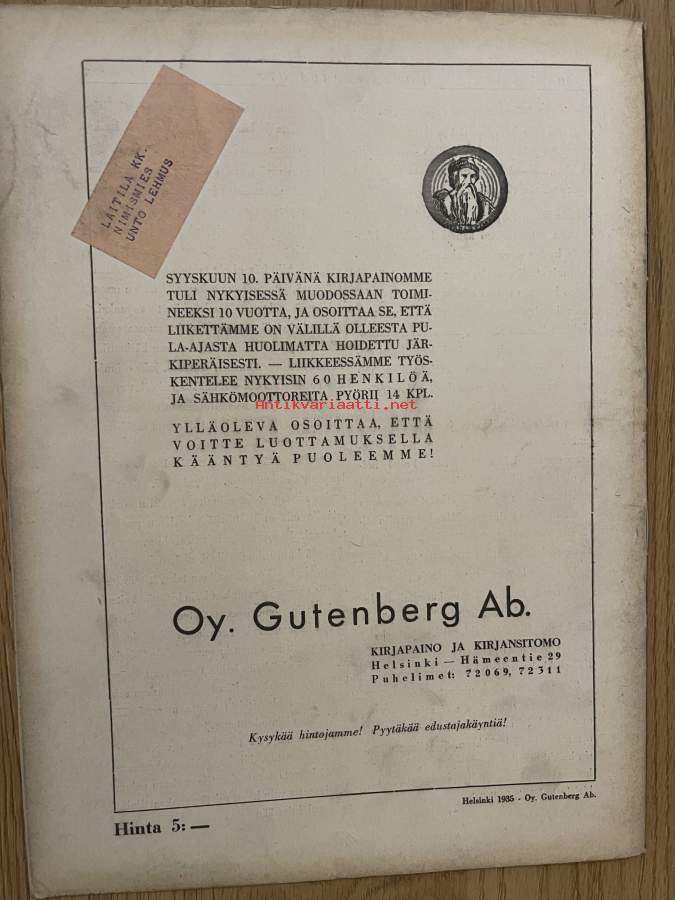 LAITILA KK.
NIMISMIES
UNTO LEHMUS
SYYSKUUN 10. PÄIVÄNÄ KIRJAPAINOMME
TULI NYKYISESSÄ MUODOSSAAN TOIMI-
NEEKSI 10 VUOTTA, JA OSOITTAA SE, ETTÄ
LIIKETTÄMME ON VÄLILLÄ OLLEESTA PU-
LA-AJASTA HUOLIMATTA HOIDETTU JÄR-
KIPERÄISESTI. — LIIKKEESSÄMME TYÖS-
KENTELEE NYKYISIN 60 HENKILÖÄ,
JA SÄHKÖMOOTTOREITA PYÖRII 14 KPL.
Antikvariaatti.net
YLLÄOLEVA OSOITTAA, ETTÄ
VOITTE LUOTTAMUKSELLA
KÄÄNTYÄ PUOLEEMME!
Oy. Gutenberg Ab.
KIRJAPAINO JA KIRJANSITOMO
Helsinki — Hämeentie 29
Puhelimet: 72069, 72311
Kysykää hintojamme! Pyytäkää edustajakäyntiä!
Helsinki 1935 - Oy. Gutenberg Ab.
Hinta 5: —